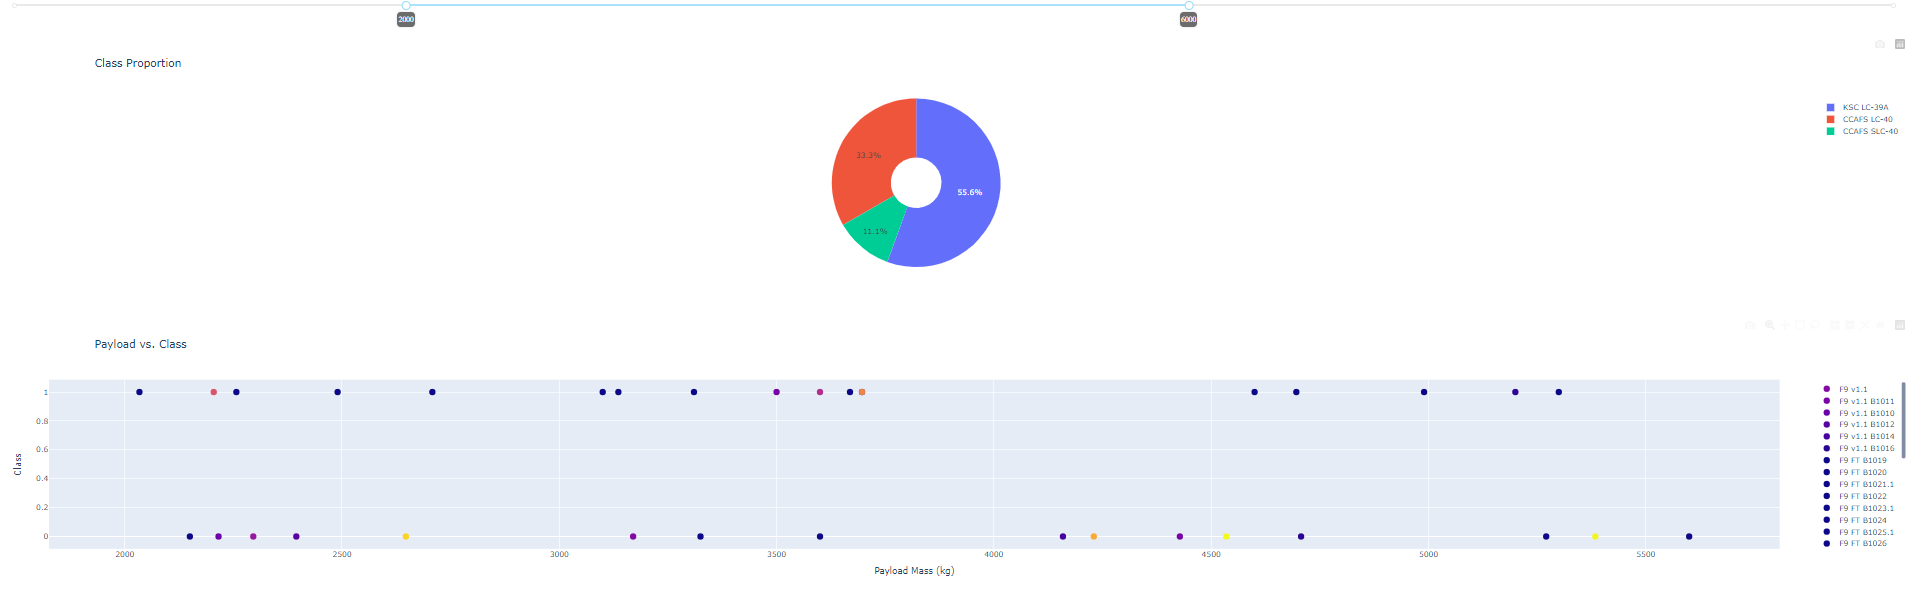 2000
6000
Class Proportion
33.3%
55.6%
11.1%
KSC LC-39A
CCAFS LC-40
CCAFS SLC-40
Payload vs. Class
1
0.8
0.6
0.4
0.2
0
Class
2000
2500
3000
3500
4000
4500
5000
5500
Payload Mass (kg)
F9 v1.1
F9 v1.1 B1011
F9 v1.1 B1010
F9 v1.1 B1012
F9 v1.1 B1014
F9 v1.1 B1016
F9 FT B1019
F9 FT B1020
F9 FT B1021.1
F9 FT B1022
F9 FT B1023.1
F9 FT B1024
F9 FT B1025.1
F9 FT B1026